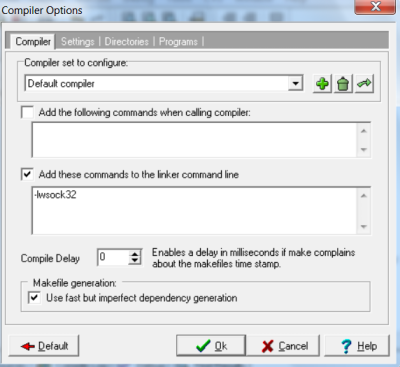 Compiler Options
Compiler Settings Directories Programs
Compiler set to configure:
Default compiler
Add the following commands when calling compiler:
Add these commands to the linker command line
-lwsock32
Compile Delay 0 Enables a delay in milliseconds if make complains
about the makefiles time stamp.
Makefile generation:
Use fast but imperfect dependency generation
Default Ok Cancel Help